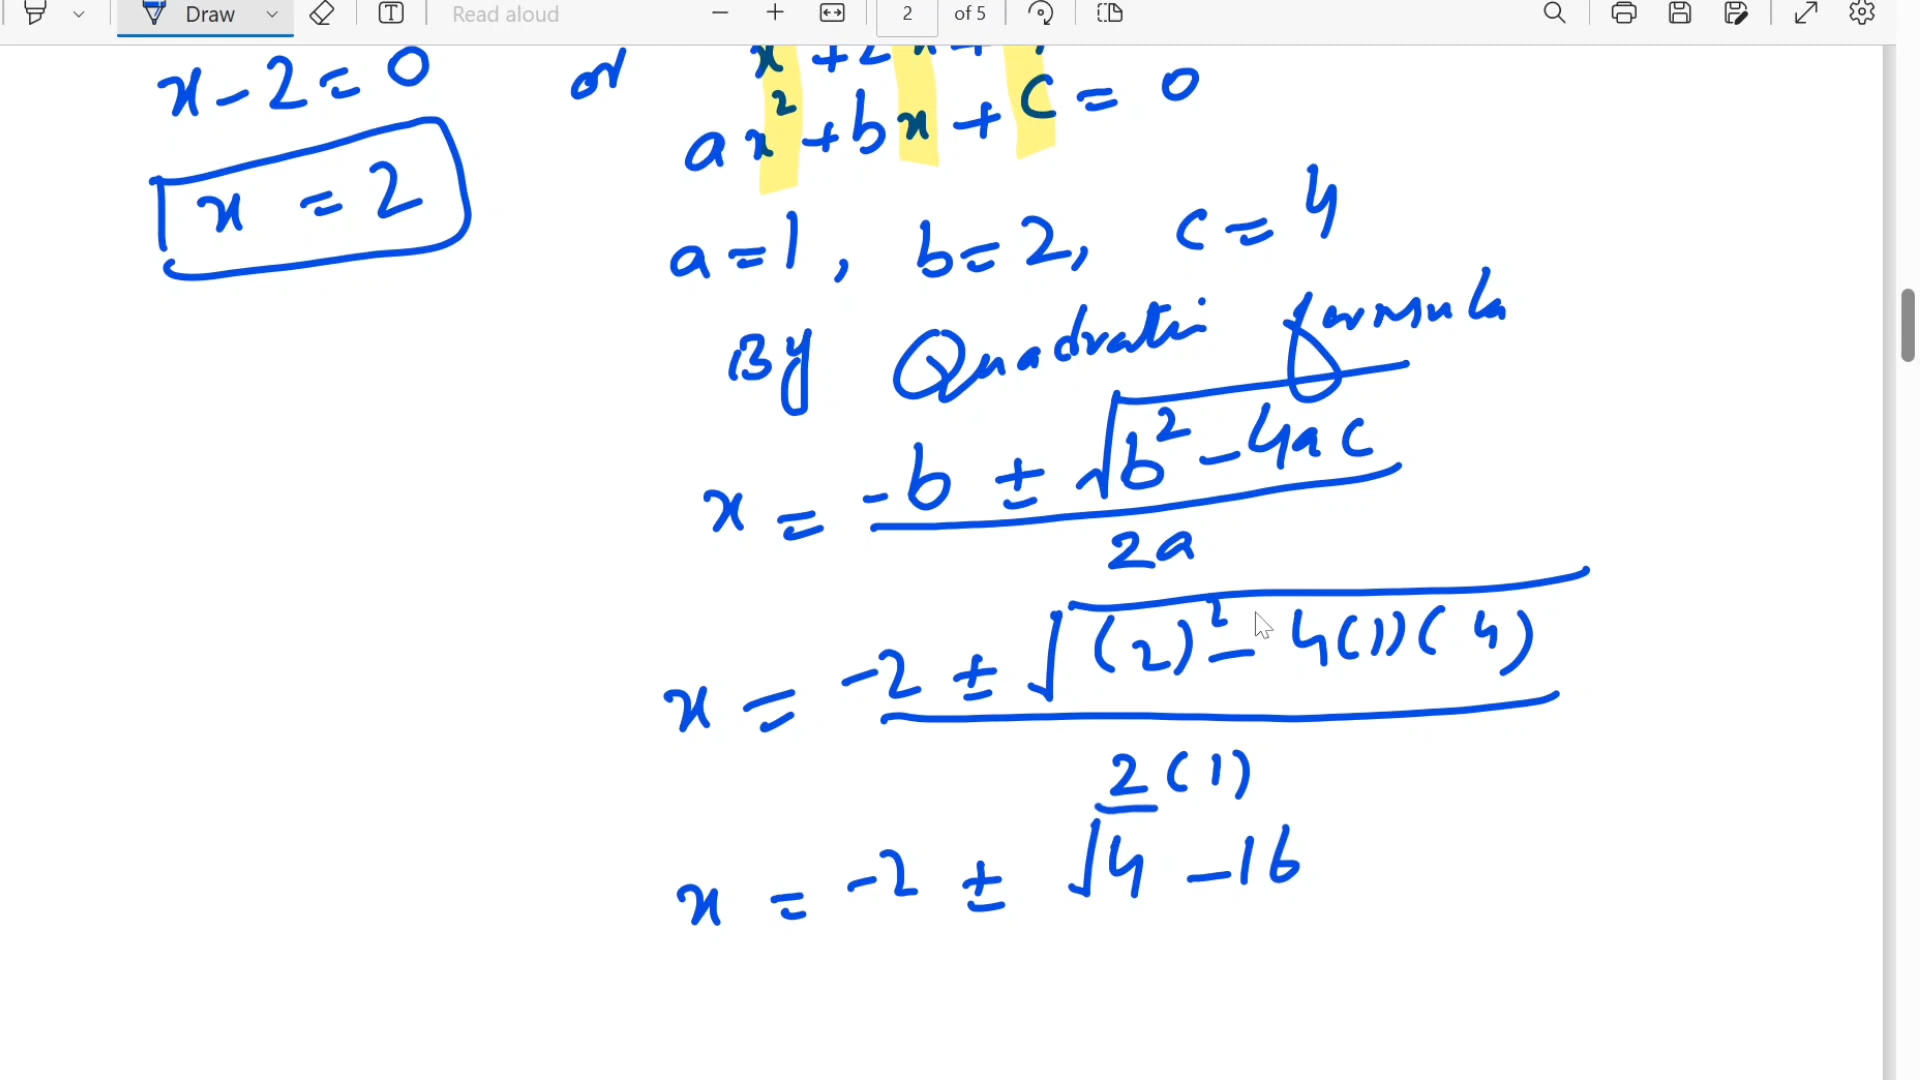 Draw Read aloud 2 of 5
x-2=0 or
ax²+bx+c=0
x=2
a=1, b=2, c=4
By Quadratic formula
x = -b ± √b²-4ac
2a
x = -2 ± √(2)²-4(1)(4)
2(1)
x = -2 ± √4-16